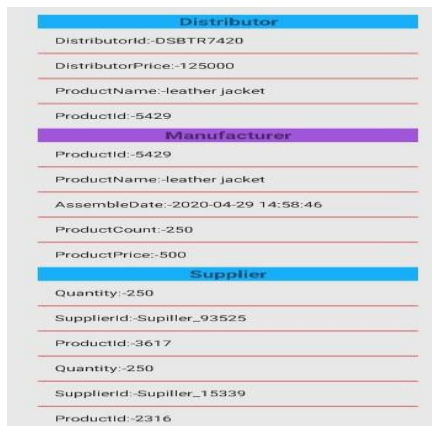 Distributor
DistributorId:-DSBTR7420
DistributorPrice:-125000
ProductName:-leather jacket
ProductId:-5429
Manufacturer
ProductId:-5429
ProductName:-leather jacket
AssembleDate:-2020-04-29 14:58:46
ProductCount:-250
ProductPrice:-500
Supplier
Quantity:-250
SupplierId:-Supiller_93525
ProductId:-3617
Quantity:-250
SupplierId:-Supiller_15339
ProductId:-2316